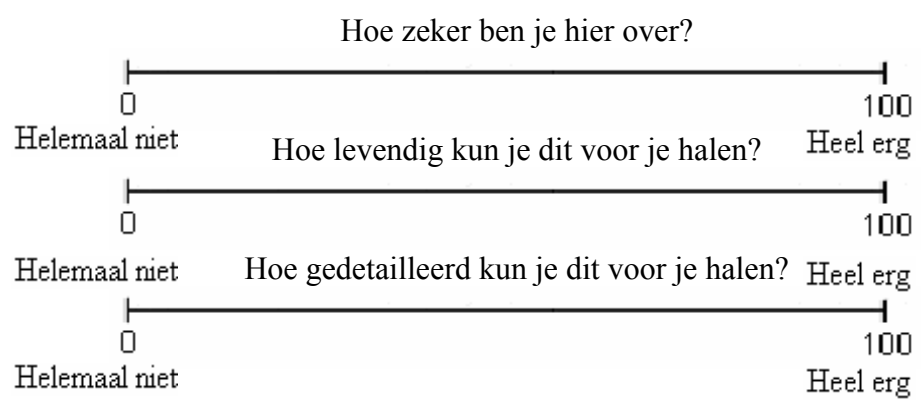 Hoe zeker ben je hier over?
0 100
Helemaal niet Heel erg
Hoe levendig kun je dit voor je halen?
0 100
Helemaal niet Heel erg
Hoe gedetailleerd kun je dit voor je halen?
0 100
Helemaal niet Heel erg